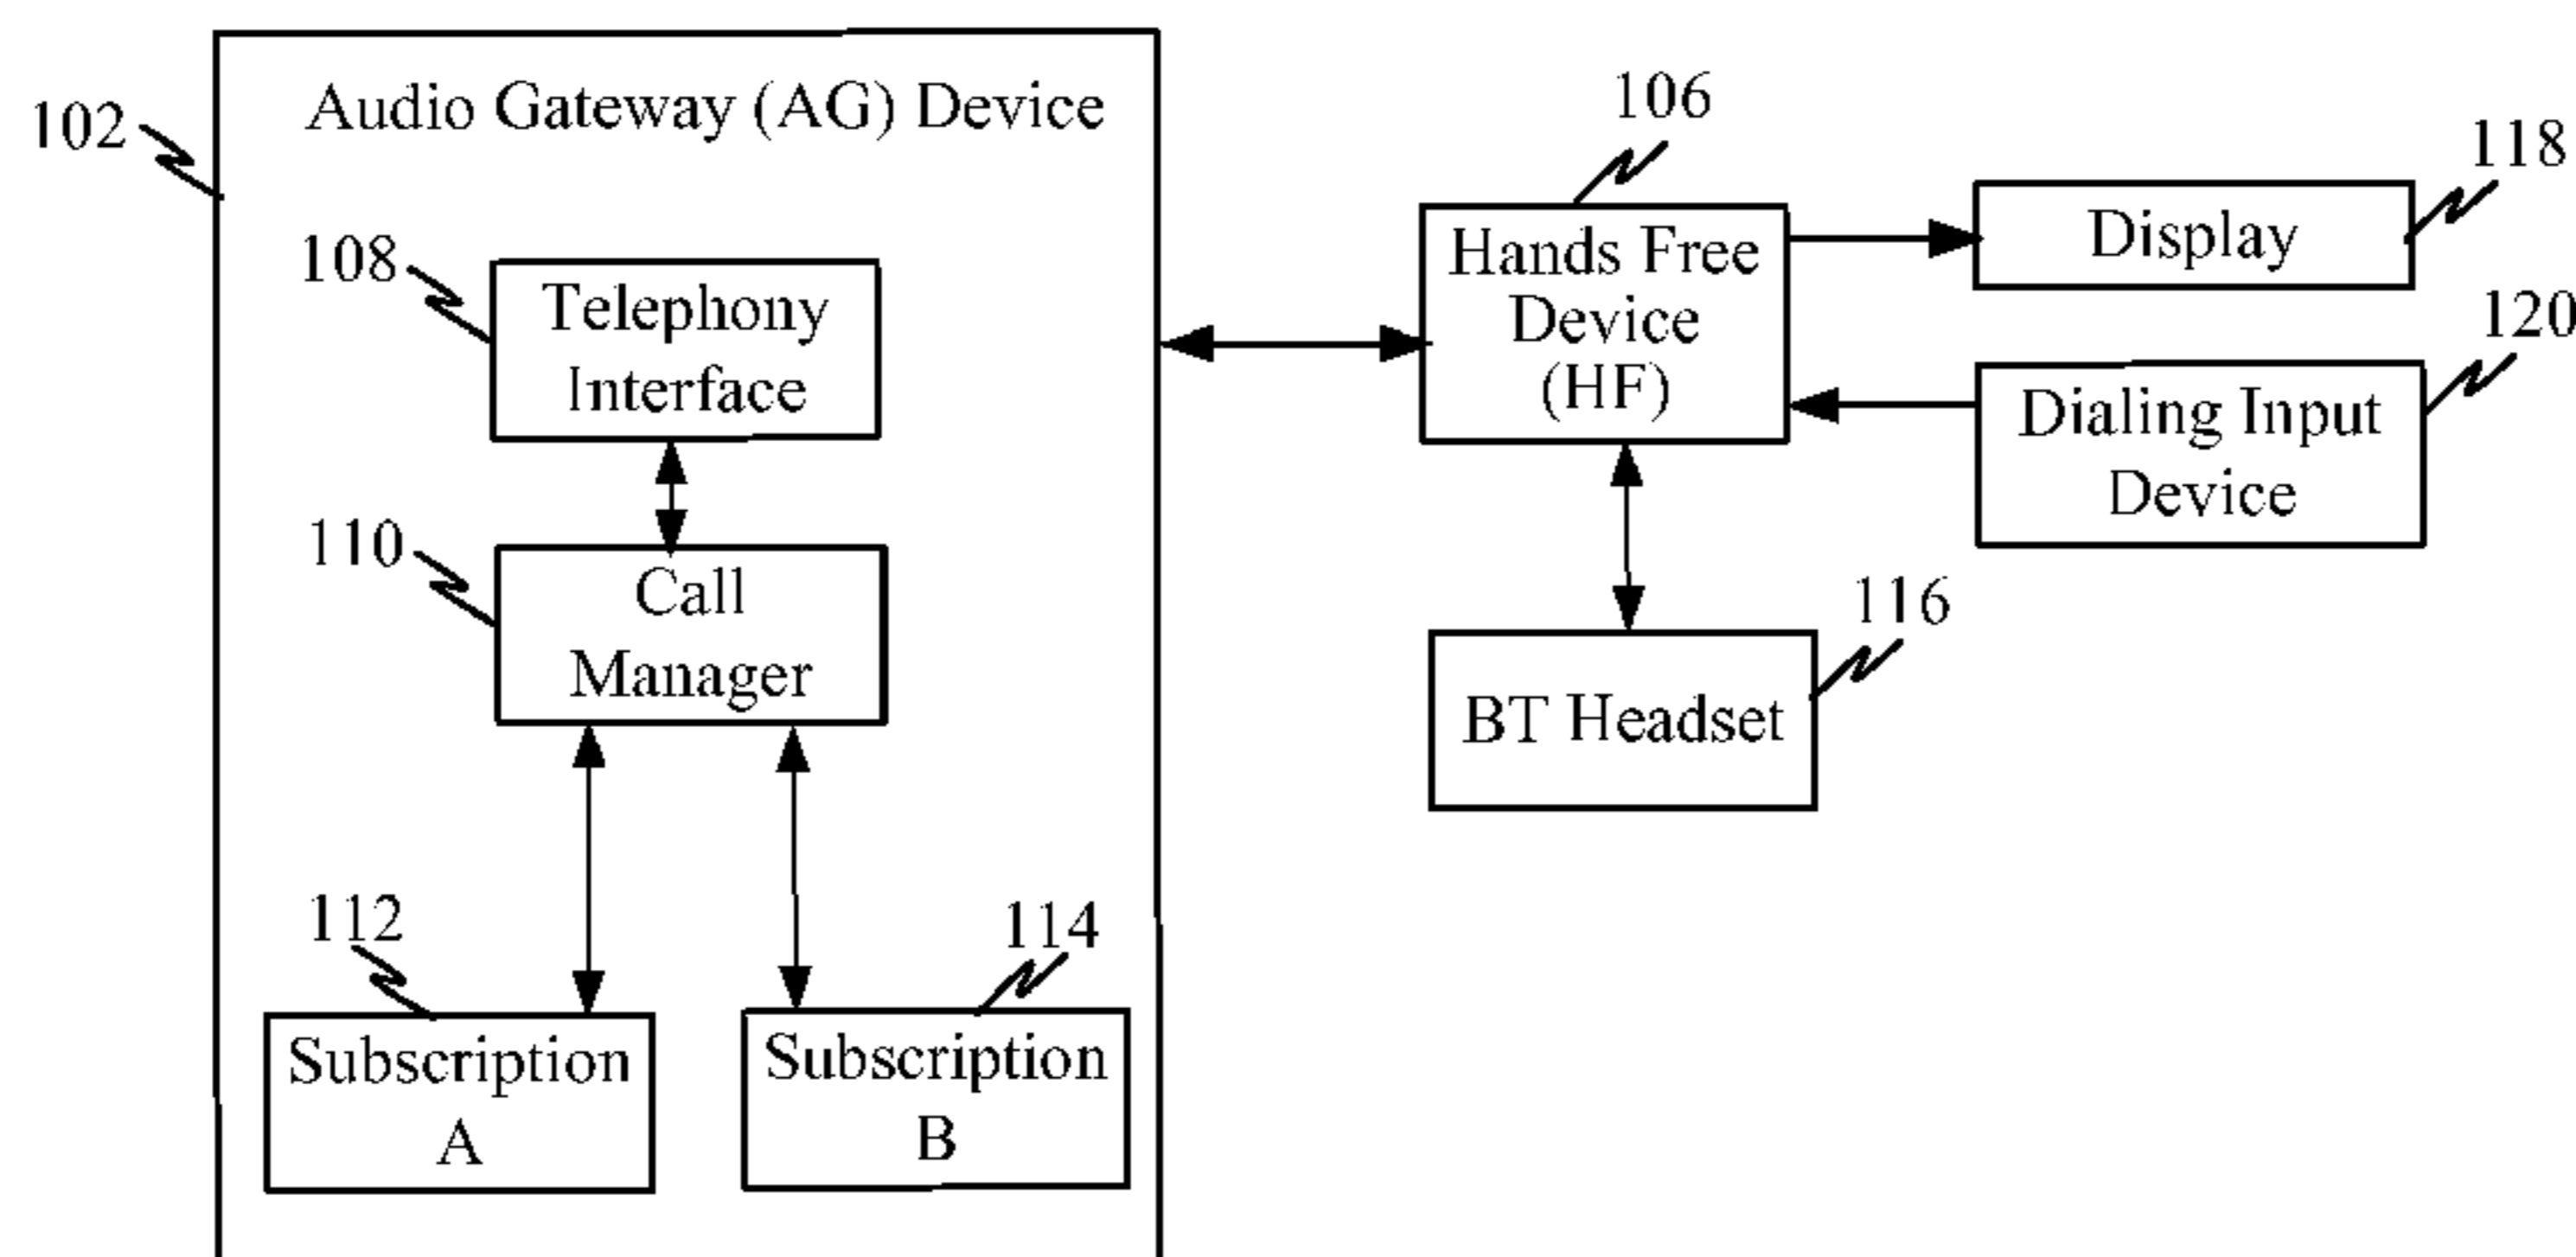 Audio Gateway (AG) Device
102
108
Telephony
Interface
110
Call
Manager
112
Subscription
A
114
Subscription
B
106
Hands Free
Device
(HF)
118
Display
120
Dialing Input
Device
116
BT Headset